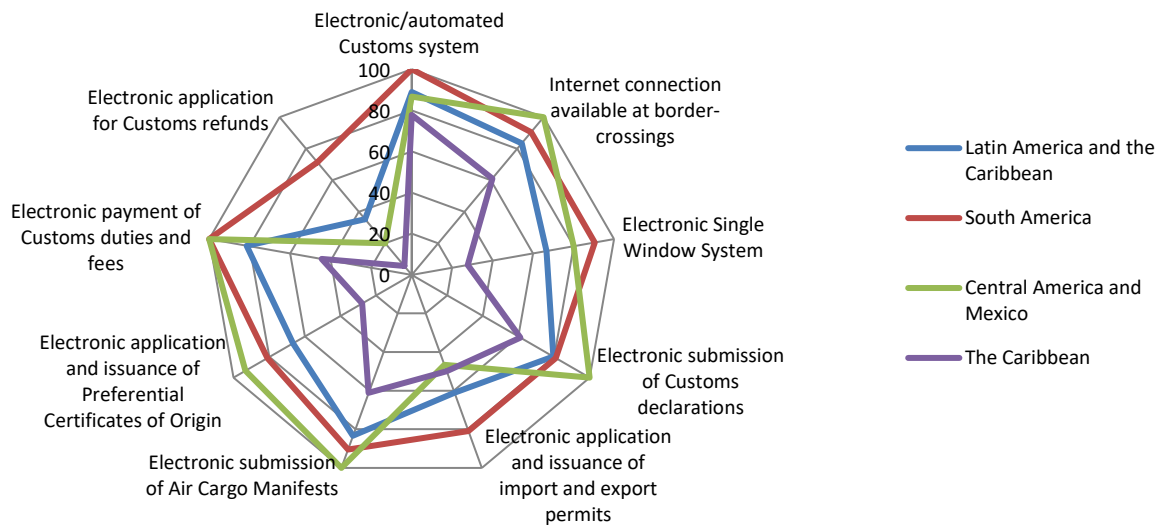 Electronic/automated
Customs system
Internet connection
available at border-
crossings
Electronic Single
Window System
Electronic submission
of Customs
declarations
Electronic application
and issuance of
import and export
permits
Electronic submission
of Air Cargo Manifests
Electronic application
and issuance of
Preferential
Certificates of Origin
Electronic payment of
Customs duties and
fees
Electronic application
for Customs refunds
100
80
60
40
20
0
Latin America and the
Caribbean
South America
Central America and
Mexico
The Caribbean